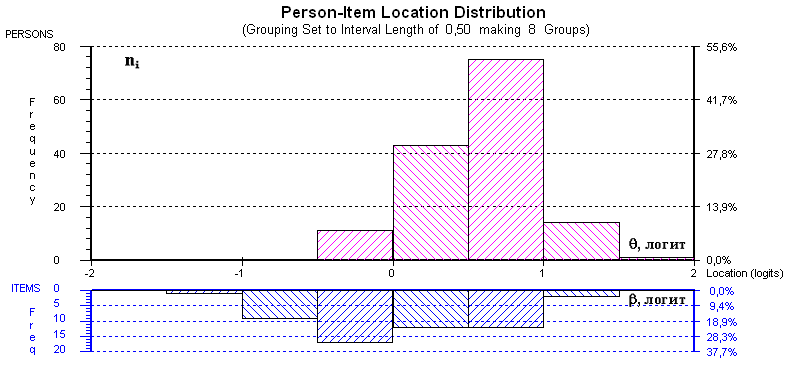 Person-Item Location Distribution
(Grouping Set to Interval Length of 0,50 making 8 Groups)
PERSONS
80
60
40
20
0
Frequency
nᵢ
55,6%
41,7%
27,8%
13,9%
0,0%
θ, логит
-2
-1
0
1
2
Location (logits)
ITEMS
0
5
10
15
20
Freq
β, логит
0,0%
9,4%
18,9%
28,3%
37,7%